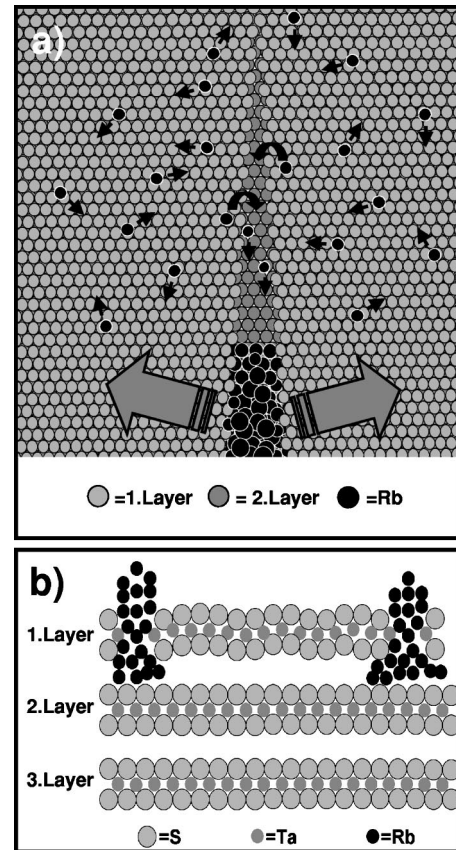 a)
=1.Layer = 2.Layer =Rb
b)
1.Layer
2.Layer
3.Layer
=S =Ta =Rb